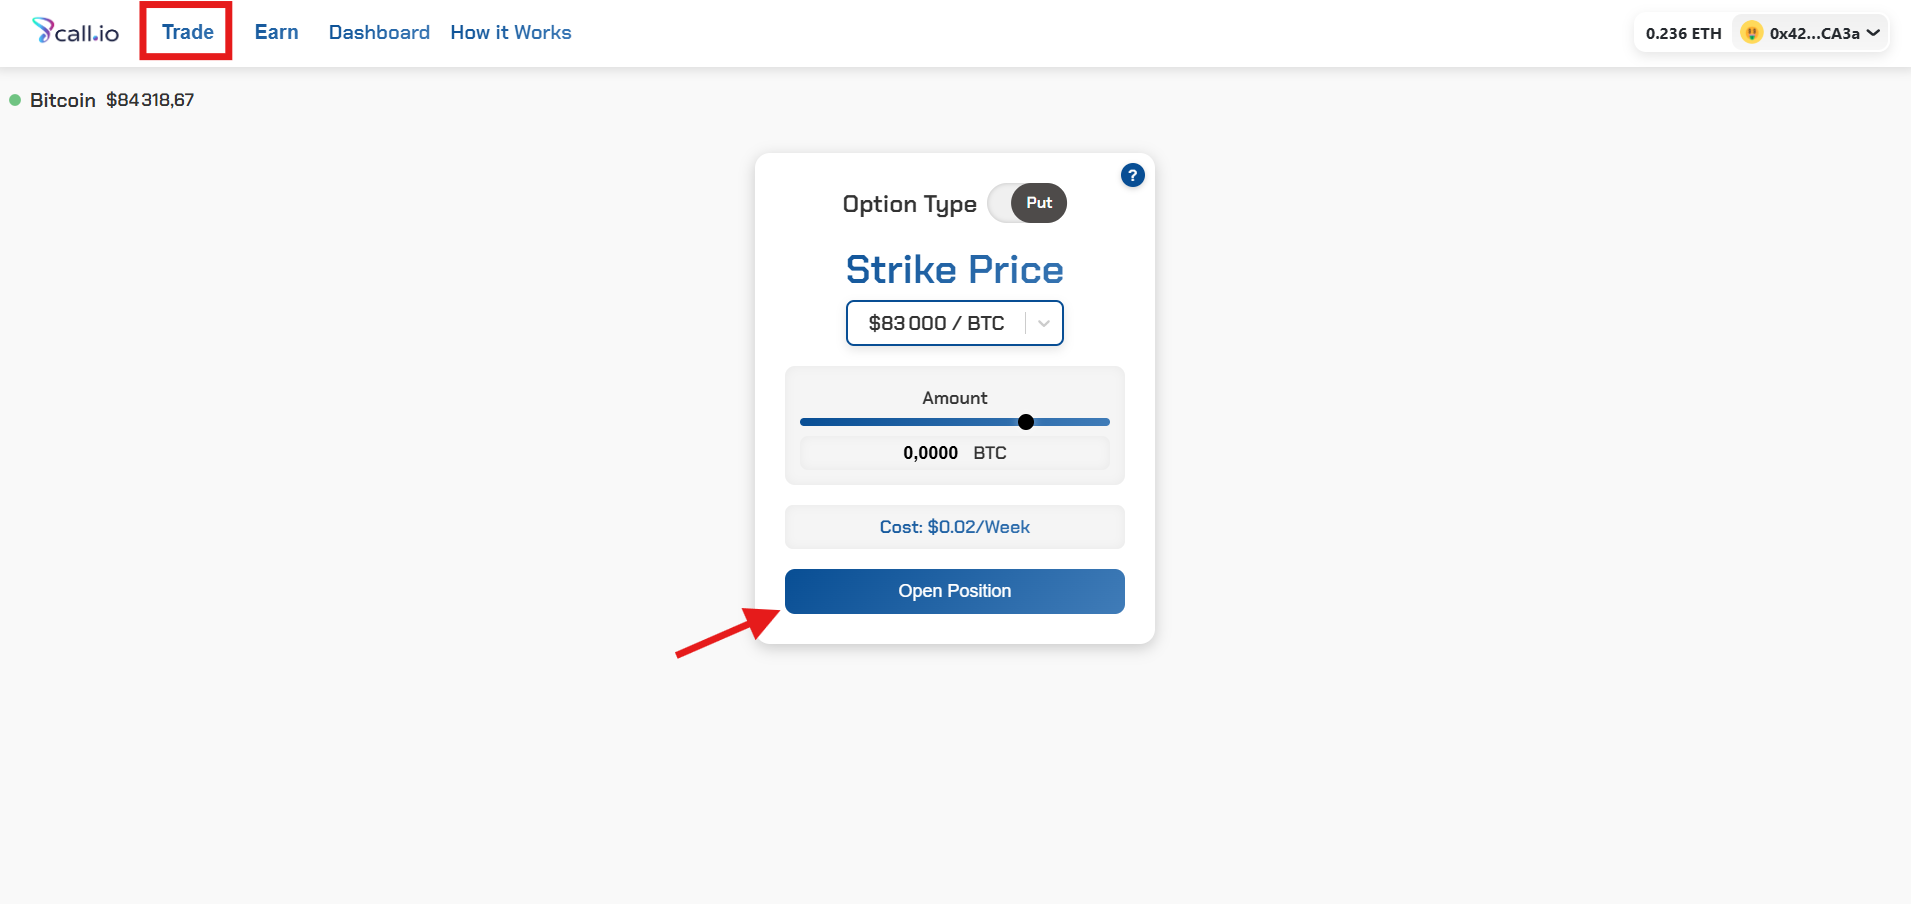 call.io Trade Earn Dashboard How it Works 0.236 ETH 0x42...CA3a
Bitcoin $84 318,67
?
Option Type Put
Strike Price
$83 000 / BTC
Amount
0,0000 BTC
Cost: $0.02/Week
Open Position